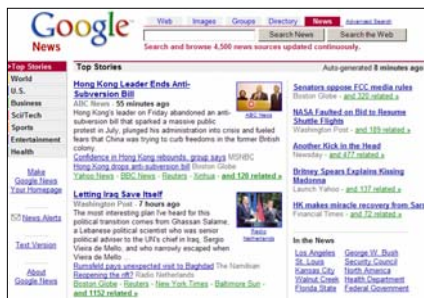 Web Images Groups Directory News Advanced Search
Google
News
Search News Search the Web
Search and browse 4,500 news sources updated continuously.
>Top Stories
World
U.S.
Business
Sci/Tech
Sports
Entertainment
Health
Make
Google News
Your Homepage
News Alerts
Text Version
About
Google News
Top Stories Auto-generated 8 minutes ago
Hong Kong Leader Ends Anti-
Subversion Bill
ABC News - 55 minutes ago
Hong Kong's leader on Friday abandoned an anti-
subversion bill that sparked a massive public
protest in July, plunged his administration into crisis and fueled
fears that China was trying to curb freedoms in the former British
colony.
Confidence in Hong Kong rebounds, group says MSNBC
Hong Kong drops anti-subversion bill Reuters
Yahoo News - BBC News - Reuters - Xinhua - and 126 related »
ABC News
Letting Iraq Save Itself
Washington Post - 7 hours ago
The most interesting plan I've heard for this
political transition comes from Ghassan Salame,
a Lebanese political scientist who was senior
political adviser to the UN's chief in Iraq, Sergio
Vieira de Mello, and who narrowly escaped when
Vieira de Mello ...
Rumsfeld pays unexpected visit to Baghdad The Namibian
Reopening the rift? Radio Netherlands
Boston Globe - Reuters - New York Times - Baltimore Sun -
and 1152 related »
Radio
Netherlands
Senators oppose FCC media rules
Boston Globe - and 320 related »
NASA Faulted on Bid to Resume
Shuttle Flights
Washington Post - and 189 related »
Another Kick in the Head
Newsday - and 477 related »
Britney Spears Explains Kissing
Madonna
Launch Yahoo - and 137 related »
HK makes miracle recovery from Sars
Financial Times - and 72 related »
In the News
Los Angeles George W. Bush
St. Louis Security Council
Kansas City North America
Walnut Creek Health Department
Florida State Federal Government